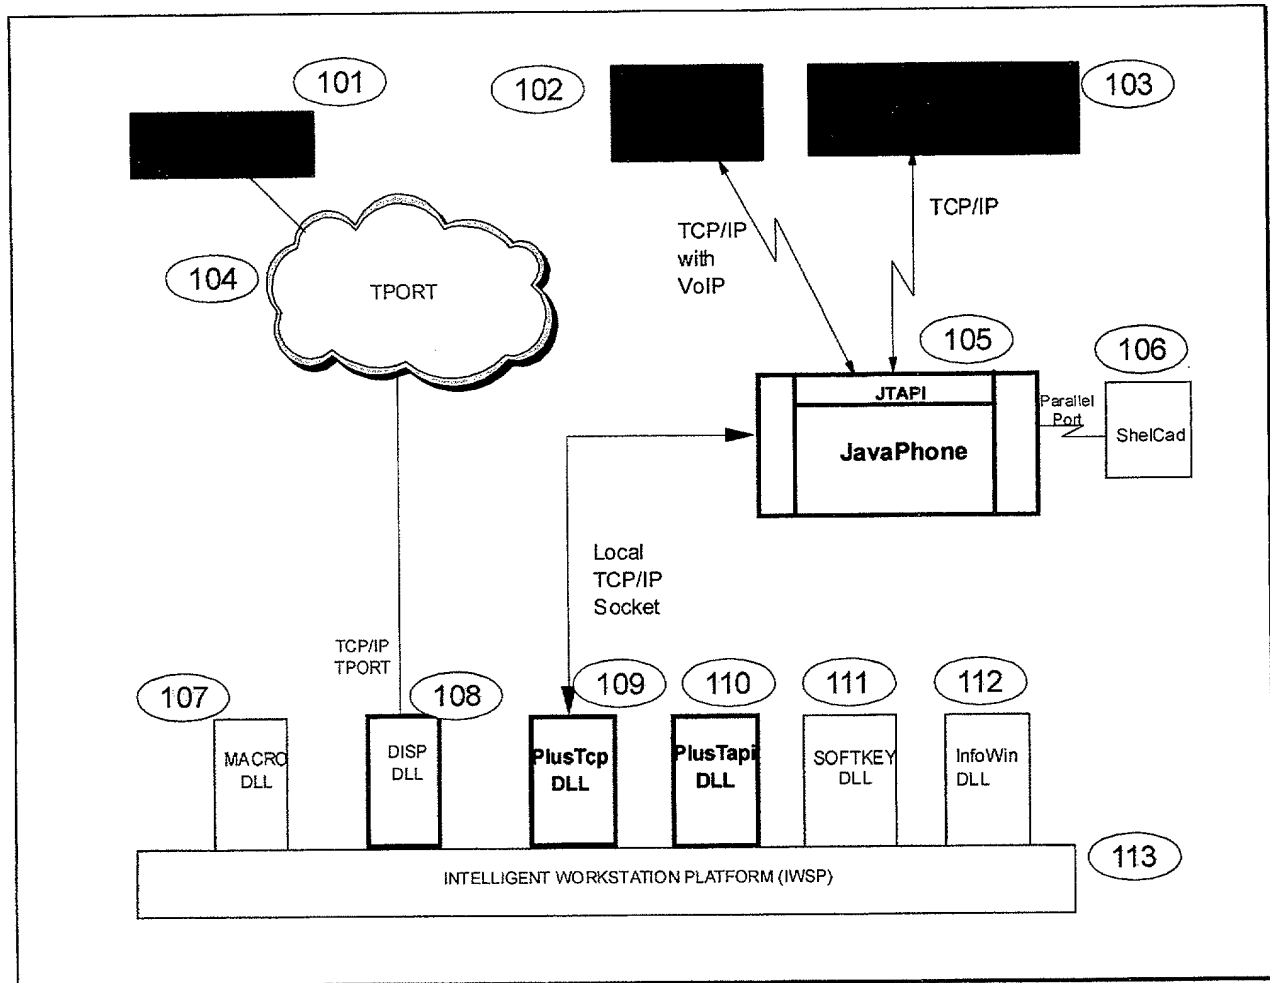 101
102
103
TCP/IP
with
VoIP
TCP/IP
104
TPORT
105
106
JTAPI
JavaPhone
Parallel
Port
ShelCad
Local
TCP/IP
Socket
TCP/IP
TPORT
107
108
109
110
111
112
MACRO
DLL
DISP
DLL
PlusTcp
DLL
PlusTapi
DLL
SOFTKEY
DLL
InfoWin
DLL
113
INTELLIGENT WORKSTATION PLATFORM (IWSP)